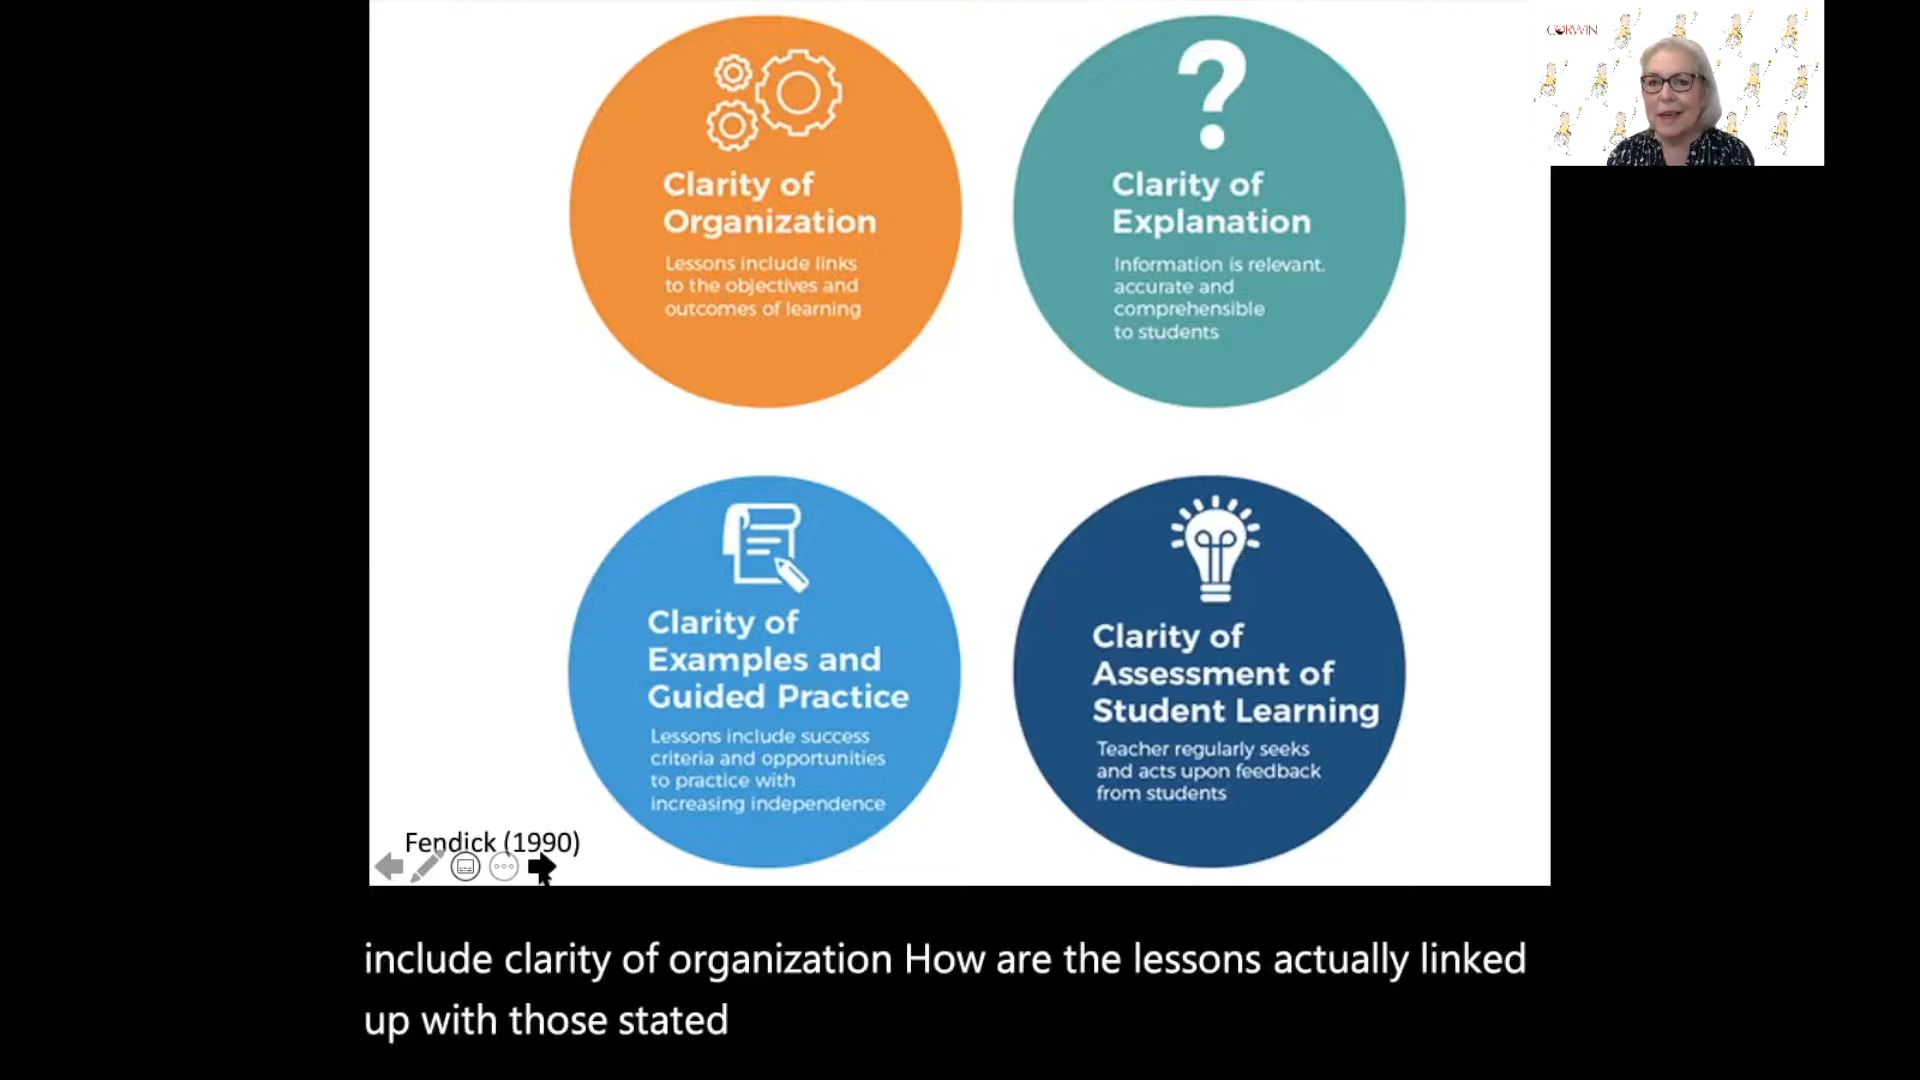 CORWIN
Clarity of
Organization
Lessons include links
to the objectives and
outcomes of learning
Clarity of
Explanation
Information is relevant.
accurate and
comprehensible
to students
Clarity of
Examples and
Guided Practice
Lessons include success
criteria and opportunities
to practice with
increasing independence
Clarity of
Assessment of
Student Learning
Teacher regularly seeks
and acts upon feedback
from students
Fendick (1990)
include clarity of organization How are the lessons actually linked
up with those stated